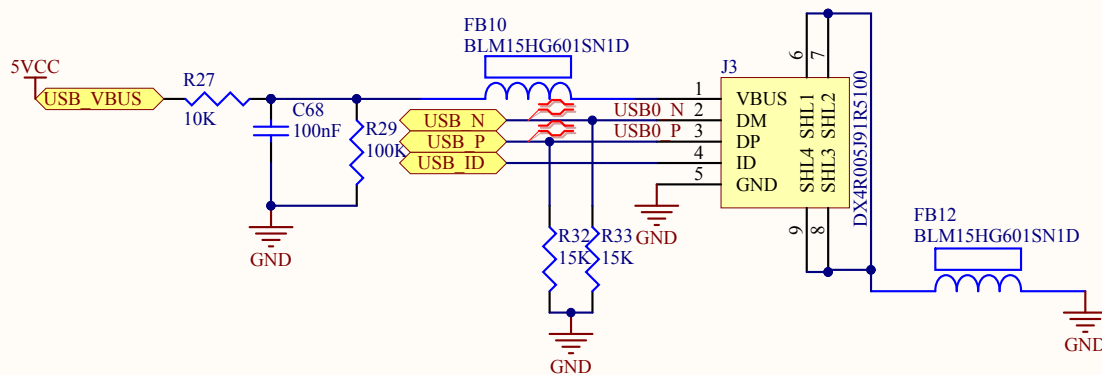 FB10
BLM15HG601SN1D
5VCC
USB_VBUS
R27
10K
C68
100nF
R29
100K
USB_N
USB_P
USB_ID
USB0_N
USB0_P
J3
1
2
3
4
5
VBUS
DM
DP
ID
GND
6
7
SHL1
SHL2
SHL4
SHL3
9
8
DX4R005J91R5100
GND
GND
R32
15K
R33
15K
GND
FB12
BLM15HG601SN1D
GND